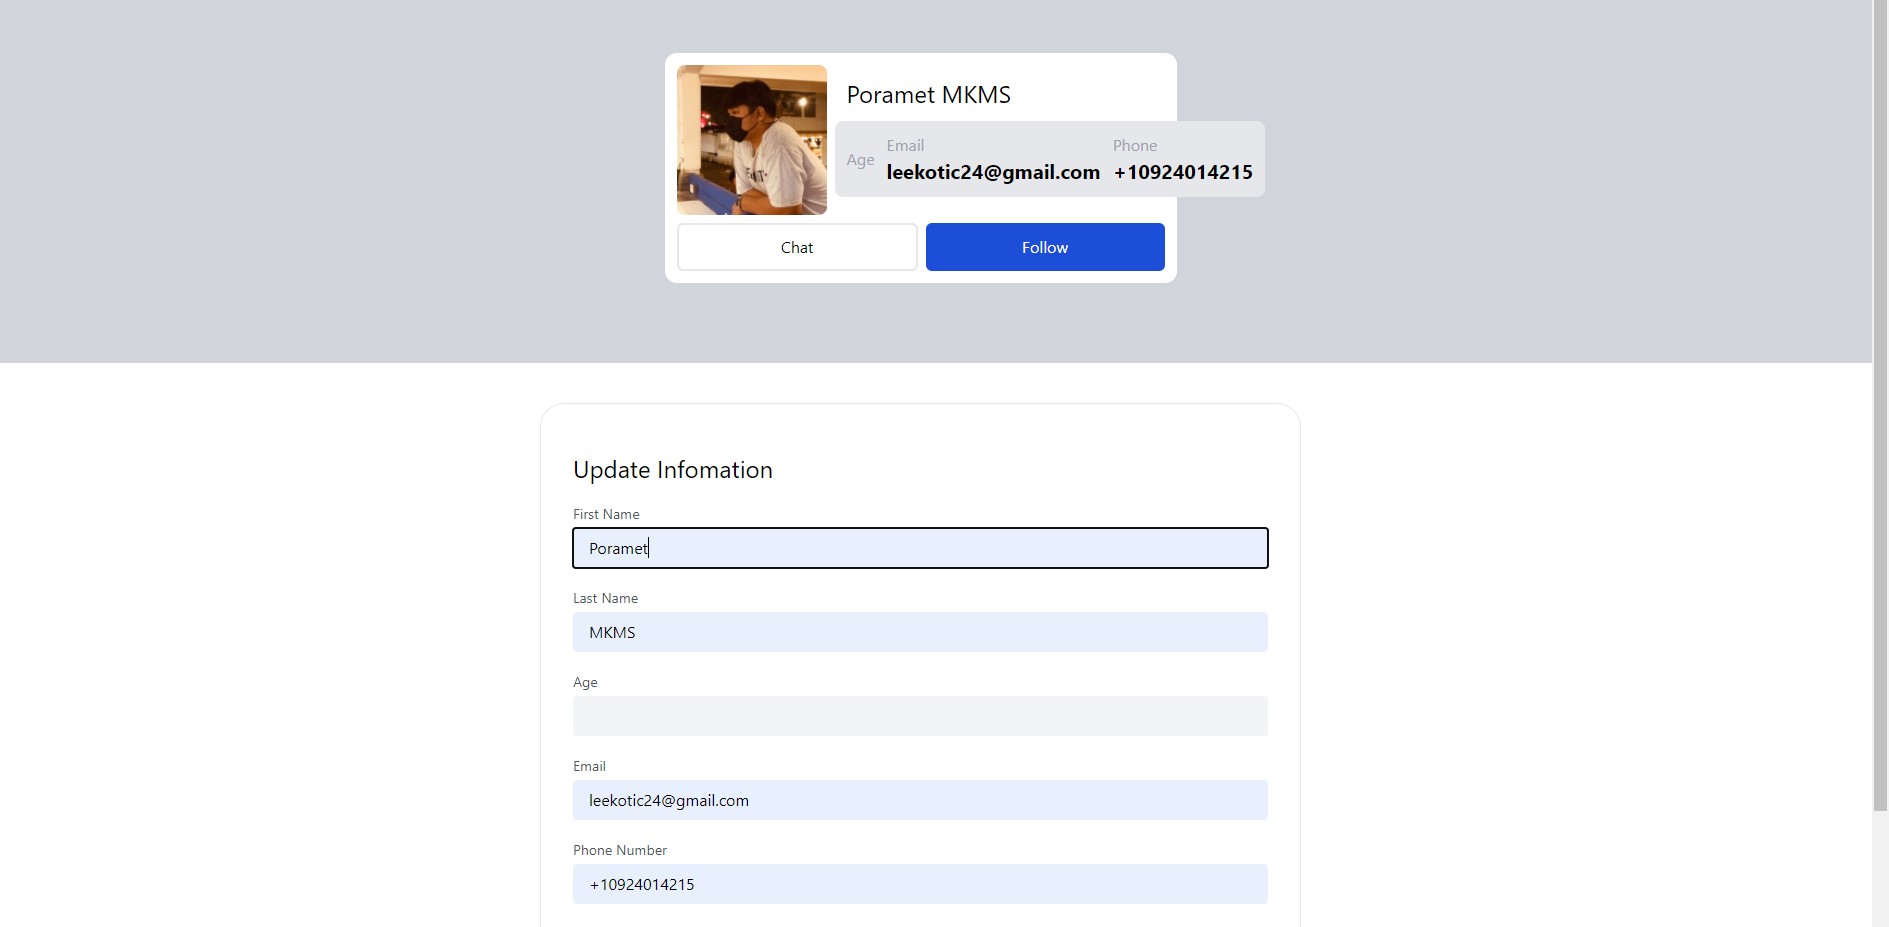 Poramet MKMS
Email Phone
Age
leekotic24@gmail.com +10924014215
Chat Follow
Update Infomation
First Name
Poramet
Last Name
MKMS
Age
Email
leekotic24@gmail.com
Phone Number
+10924014215